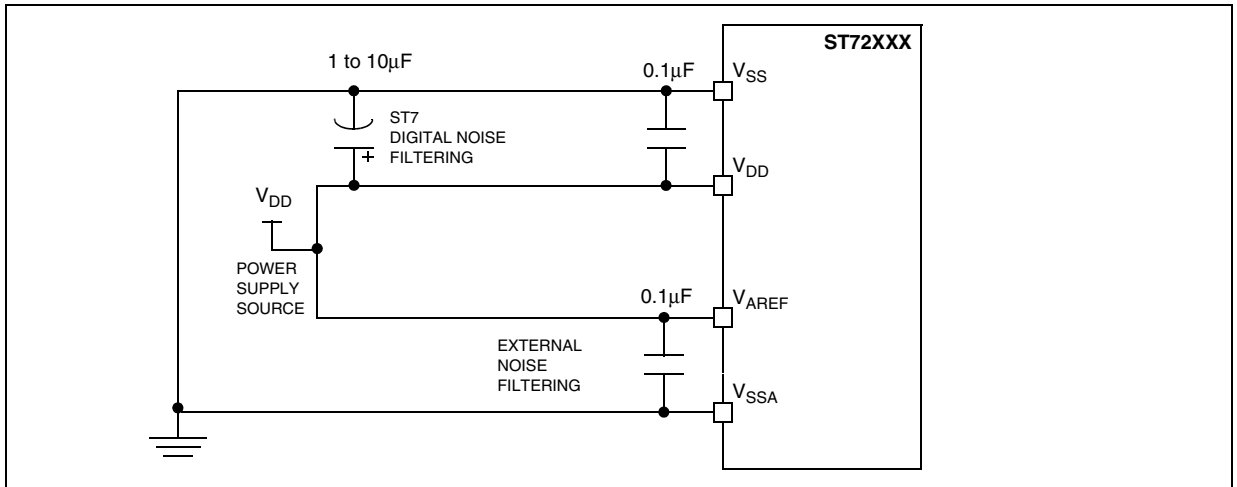 ST72XXX
1 to 10μF
0.1μF
VSS
ST7
DIGITAL NOISE
FILTERING
+
VDD
VDD
POWER
SUPPLY
SOURCE
0.1μF
VAREF
EXTERNAL
NOISE
FILTERING
VSSA